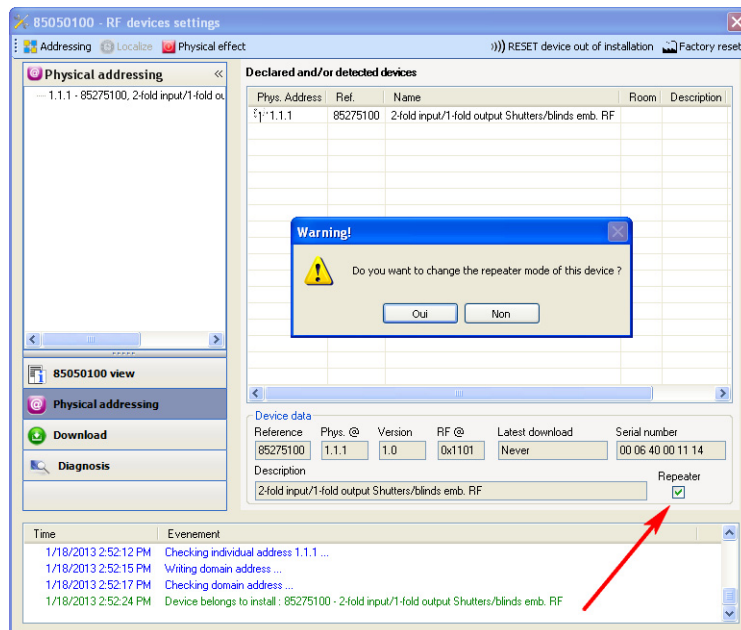 85050100 - RF devices settings
Addressing Localize Physical effect ))) RESET device out of installation Factory reset
Physical addressing «
1.1.1 - 85275100, 2-fold input/1-fold ou
Declared and/or detected devices
Phys. Address Ref. Name Room Description
1.1.1 85275100 2-fold input/1-fold output Shutters/blinds emb. RF
Warning!
Do you want to change the repeater mode of this device ?
Oui Non
85050100 view
Physical addressing
Download
Diagnosis
Device data
Reference Phys. @ Version RF @ Latest download Serial number
85275100 1.1.1 1.0 0x1101 Never 00 06 40 00 11 14
Description
Repeater
2-fold input/1-fold output Shutters/blinds emb. RF
Time Evenement
1/18/2013 2:52:12 PM Checking individual address 1.1.1 ...
1/18/2013 2:52:15 PM Writing domain address ...
1/18/2013 2:52:17 PM Checking domain address ...
1/18/2013 2:52:24 PM Device belongs to install : 85275100 - 2-fold input/1-fold output Shutters/blinds emb. RF